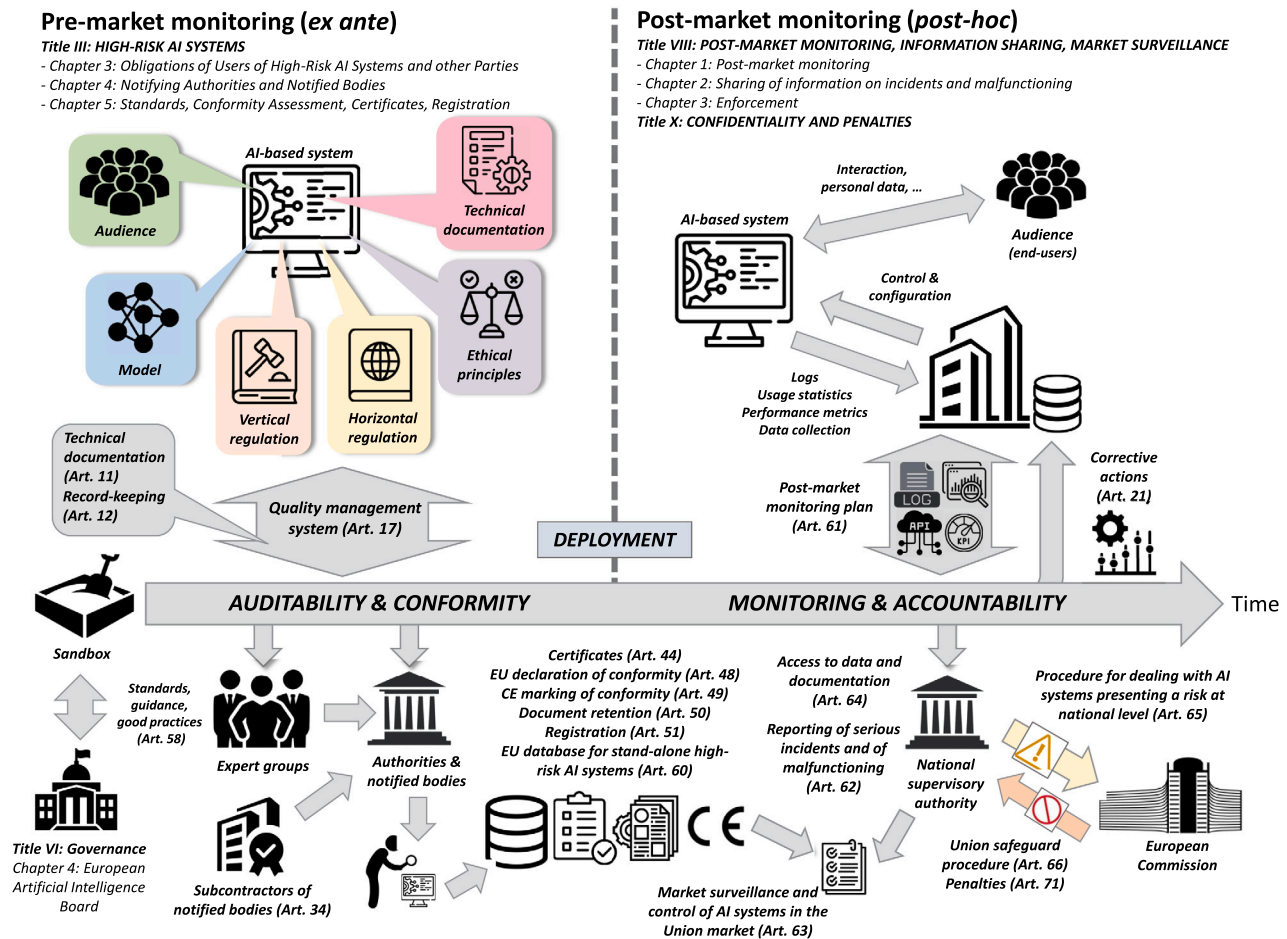 Pre-market monitoring (ex ante)
Title III: HIGH-RISK AI SYSTEMS
- Chapter 3: Obligations of Users of High-Risk AI Systems and other Parties
- Chapter 4: Notifying Authorities and Notified Bodies
- Chapter 5: Standards, Conformity Assessment, Certificates, Registration
Post-market monitoring (post-hoc)
Title VIII: POST-MARKET MONITORING, INFORMATION SHARING, MARKET SURVEILLANCE
- Chapter 1: Post-market monitoring
- Chapter 2: Sharing of information on incidents and malfunctioning
- Chapter 3: Enforcement
Title X: CONFIDENTIALITY AND PENALTIES
AI-based system
Audience
Technical
documentation
Model
Vertical
regulation
Horizontal
regulation
Ethical
principles
Technical
documentation
(Art. 11)
Record-keeping
(Art. 12)
Quality management
system (Art. 17)
Interaction,
personal data, ...
AI-based system
Audience
(end-users)
Control &
configuration
Logs
Usage statistics
Performance metrics
Data collection
Post-market
monitoring plan
(Art. 61)
LOG
API
KPI
Corrective
actions
(Art. 21)
DEPLOYMENT
AUDITABILITY & CONFORMITY
MONITORING & ACCOUNTABILITY
Time
Sandbox
Standards,
guidance,
good practices
(Art. 58)
Title VI: Governance
Chapter 4: European
Artificial Intelligence
Board
Expert groups
Authorities &
notified bodies
Subcontractors of
notified bodies (Art. 34)
Certificates (Art. 44)
EU declaration of conformity (Art. 48)
CE marking of conformity (Art. 49)
Document retention (Art. 50)
Registration (Art. 51)
EU database for stand-alone high-
risk AI systems (Art. 60)
CE
Market surveillance and
control of AI systems in the
Union market (Art. 63)
Access to data and
documentation
(Art. 64)
Reporting of serious
incidents and of
malfunctioning
(Art. 62)
National
supervisory
authority
Procedure for dealing with AI
systems presenting a risk at
national level (Art. 65)
Union safeguard
procedure (Art. 66)
Penalties (Art. 71)
European
Commission